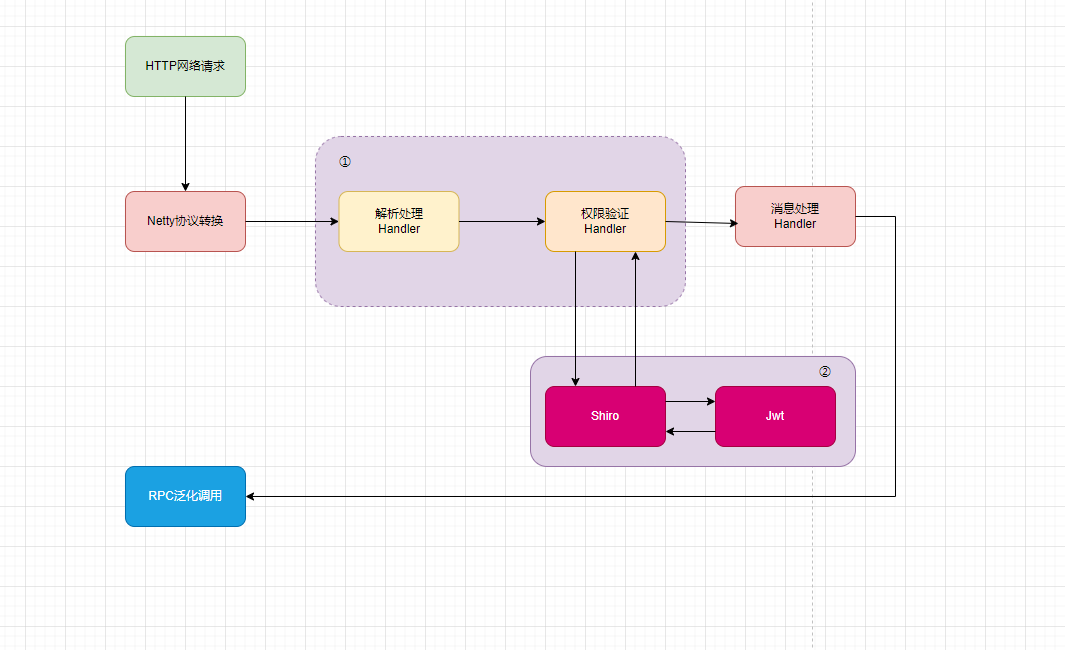 HTTP网络请求
①
Netty协议转换
解析处理
Handler
权限验证
Handler
消息处理
Handler
②
Shiro
Jwt
RPC泛化调用